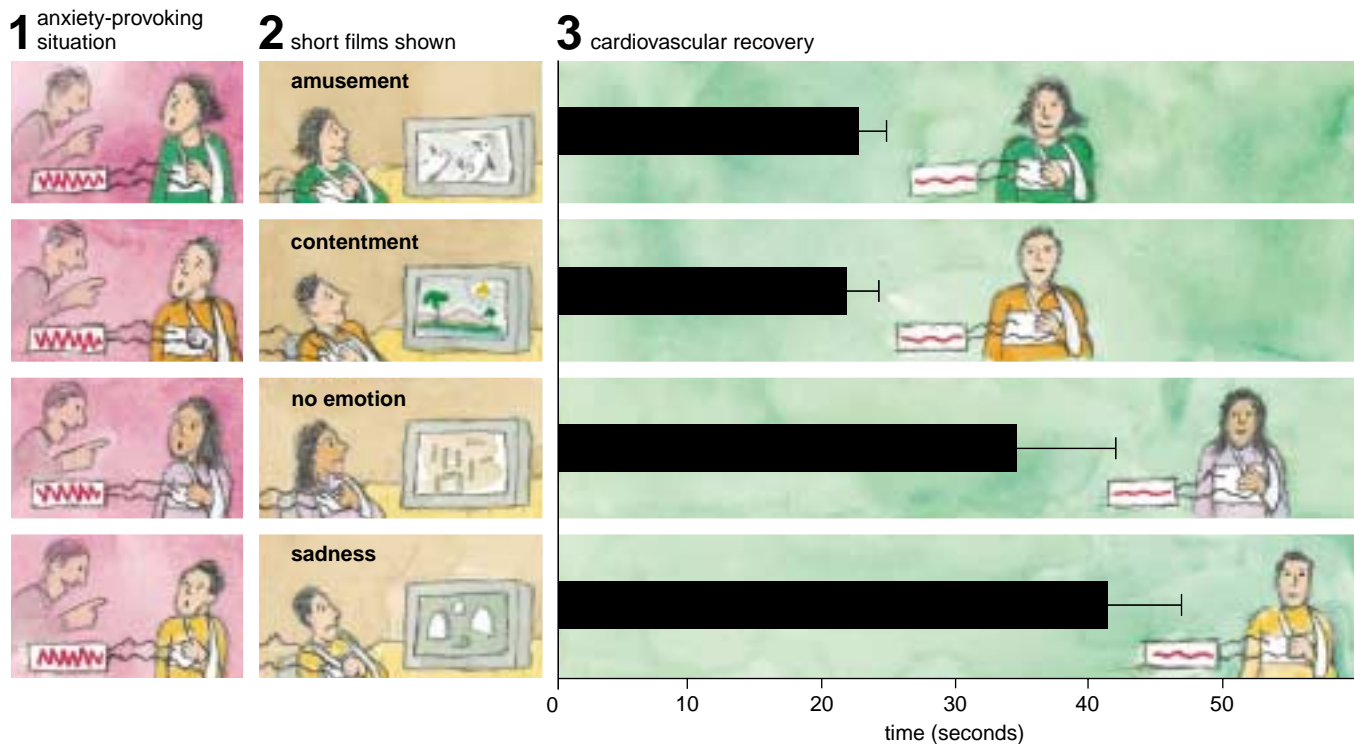 1 anxiety-provoking
situation
2 short films shown
3 cardiovascular recovery
amusement
contentment
no emotion
sadness
0 10 20 30 40 50
time (seconds)